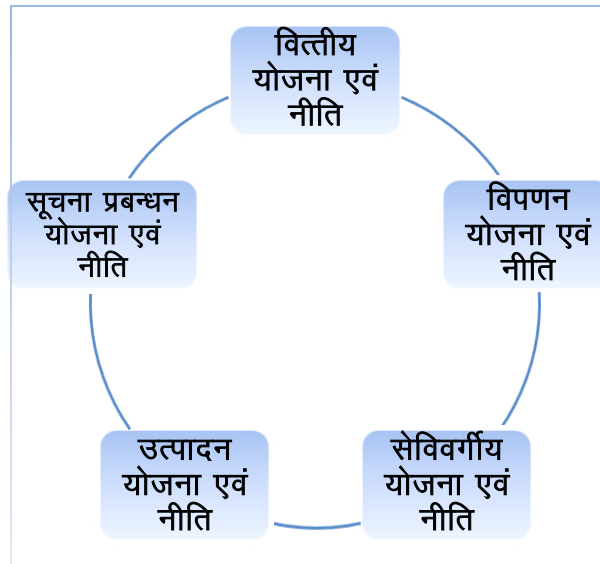 वित्तीय
योजना एवं
नीति
विपणन
योजना एवं
नीति
सेविवर्गीय
योजना एवं
नीति
उत्पादन
योजना एवं
नीति
सूचना प्रबन्धन
योजना एवं
नीति